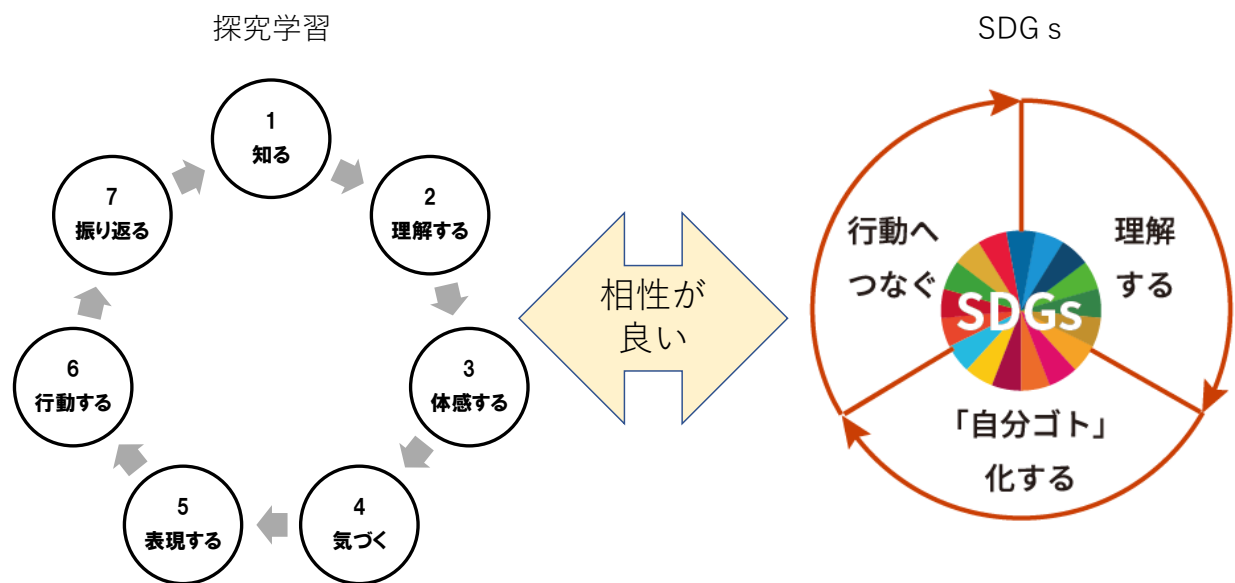 探究学習
1
知る
2
理解する
3
体感する
4
気づく
5
表現する
6
行動する
7
振り返る
相性が
良い
SDGs
理解
する
「自分ゴト」
化する
行動へ
つなぐ
SDGs